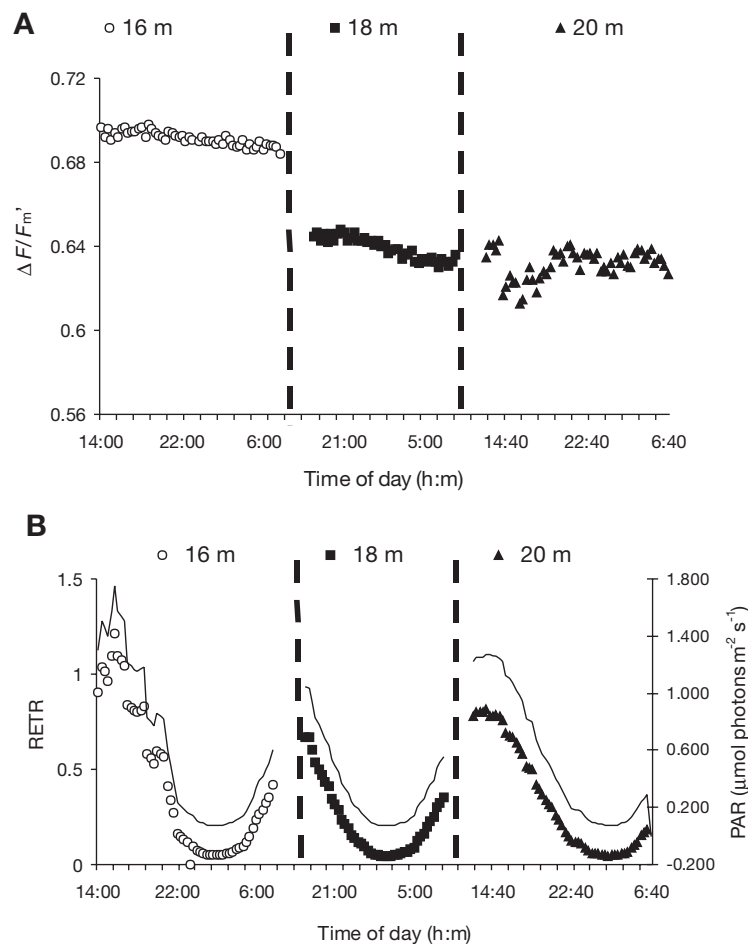 A
16 m 18 m 20 m
0.72
0.68
0.64
0.6
0.56
ΔF/Fm'
14:00 22:00 6:00 21:00 5:00 14:40 22:40 6:40
Time of day (h:m)
B
16 m 18 m 20 m
1.5
1
0.5
0
RETR
1.800
1.400
1.000
0.600
0.200
-0.200
PAR (µmol photons m⁻² s⁻¹)
14:00 22:00 6:00 21:00 5:00 14:40 22:40 6:40
Time of day (h:m)